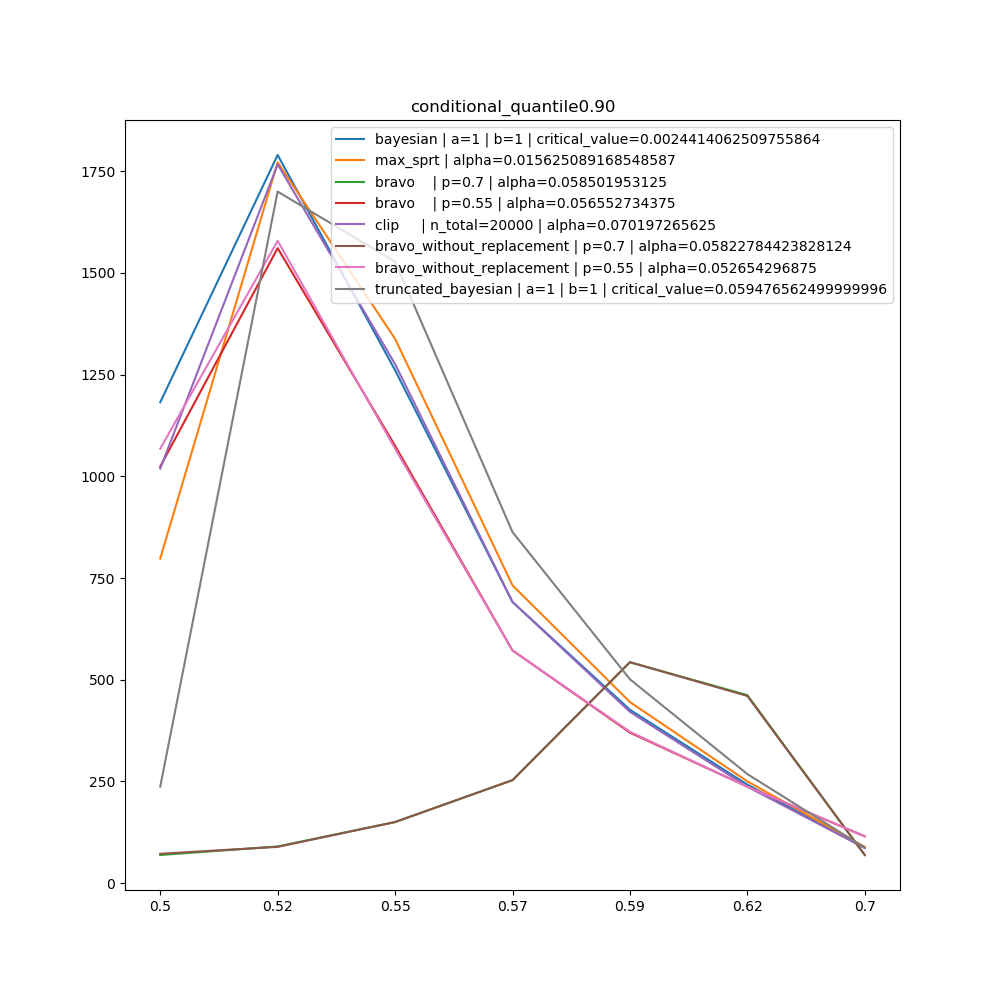 conditional_quantile0.90
bayesian | a=1 | b=1 | critical_value=0.0024414062509755864
max_sprt | alpha=0.015625089168548587
bravo | p=0.7 | alpha=0.058501953125
bravo | p=0.55 | alpha=0.056552734375
clip | n_total=20000 | alpha=0.070197265625
bravo_without_replacement | p=0.7 | alpha=0.05822784423828124
bravo_without_replacement | p=0.55 | alpha=0.052654296875
truncated_bayesian | a=1 | b=1 | critical_value=0.059476562499999996
1750
1500
1250
1000
750
500
250
0
0.5 0.52 0.55 0.57 0.59 0.62 0.7